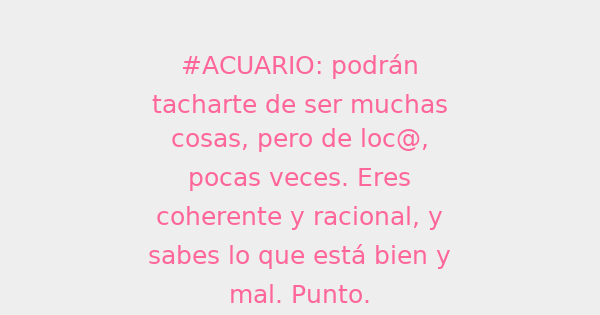 #ACUARIO: podrán
tacharte de ser muchas
cosas, pero de loc@,
pocas veces. Eres
coherente y racional, y
sabes lo que está bien y
mal. Punto.